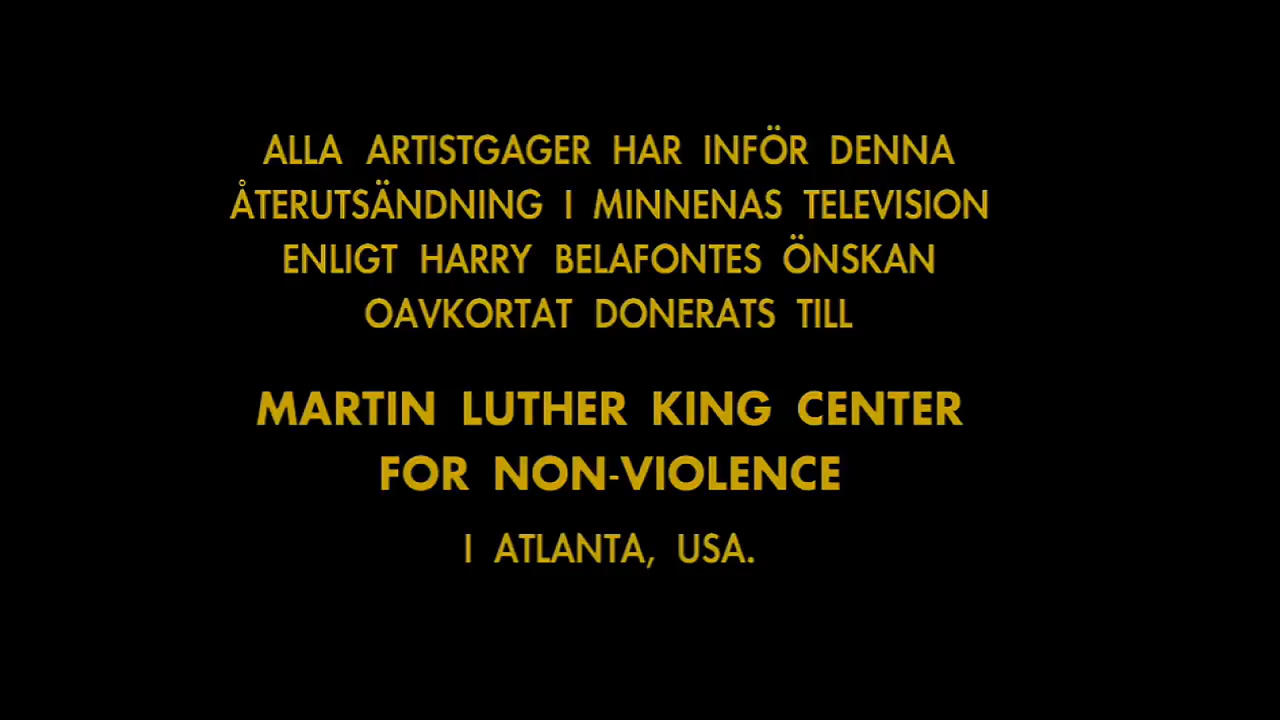 ALLA ARTISTGAGER HAR INFÖR DENNA
ÅTERUTSÄNDNING I MINNENAS TELEVISION
ENLIGT HARRY BELAFONTES ÖNSKAN
OAVKORTAT DONERATS TILL
MARTIN LUTHER KING CENTER
FOR NON-VIOLENCE
I ATLANTA, USA.